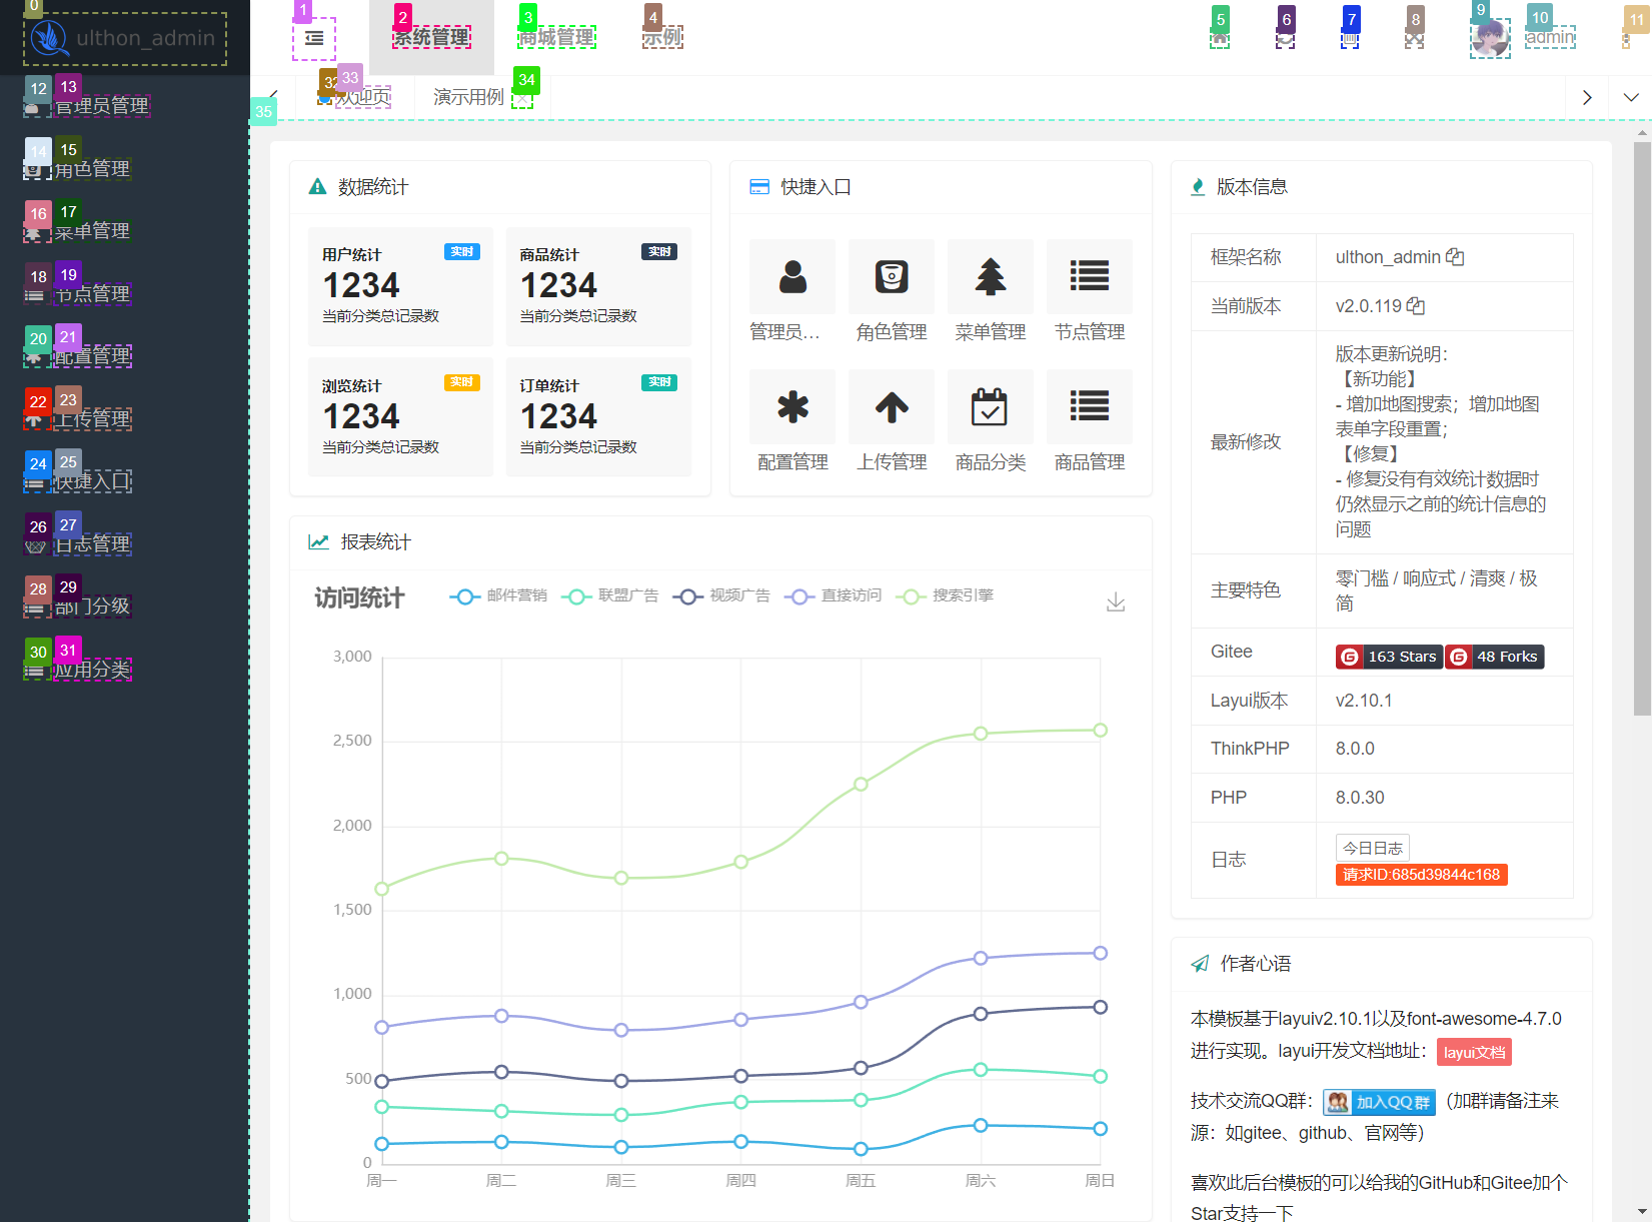 ulthon_admin
系统管理
商城管理
示例
admin
0
1
2
3
4
5
6
7
8
9
10
11
12
13
管理员管理
14
15
角色管理
16
17
菜单管理
18
19
节点管理
20
21
配置管理
22
23
上传管理
24
25
快捷入口
26
27
日志管理
28
29
部门分级
30
31
应用分类
32
33
欢迎页
演示用例
34
35
数据统计
用户统计
实时
1234
当前分类总记录数
商品统计
实时
1234
当前分类总记录数
浏览统计
实时
1234
当前分类总记录数
订单统计
实时
1234
当前分类总记录数
快捷入口
管理员...
角色管理
菜单管理
节点管理
配置管理
上传管理
商品分类
商品管理
报表统计
访问统计
邮件营销
联盟广告
视频广告
直接访问
搜索引擎
3,000
2,500
2,000
1,500
1,000
500
0
周一
周二
周三
周四
周五
周六
周日
版本信息
框架名称
ulthon_admin
当前版本
v2.0.119
最新修改
版本更新说明：
【新功能】
- 增加地图搜索；增加地图
表单字段重置；
【修复】
- 修复没有有效统计数据时
仍然显示之前的统计信息的
问题
主要特色
零门槛 / 响应式 / 清爽 / 极
简
Gitee
163 Stars
48 Forks
Layui版本
v2.10.1
ThinkPHP
8.0.0
PHP
8.0.30
日志
今日日志
请求ID:685d39844c168
作者心语
本模板基于layuiv2.10.1以及font-awesome-4.7.0
进行实现。layui开发文档地址：layui文档
技术交流QQ群：加入QQ群（加群请备注来
源：如gitee、github、官网等）
喜欢此后台模板的可以给我的GitHub和Gitee加个
Star支持一下